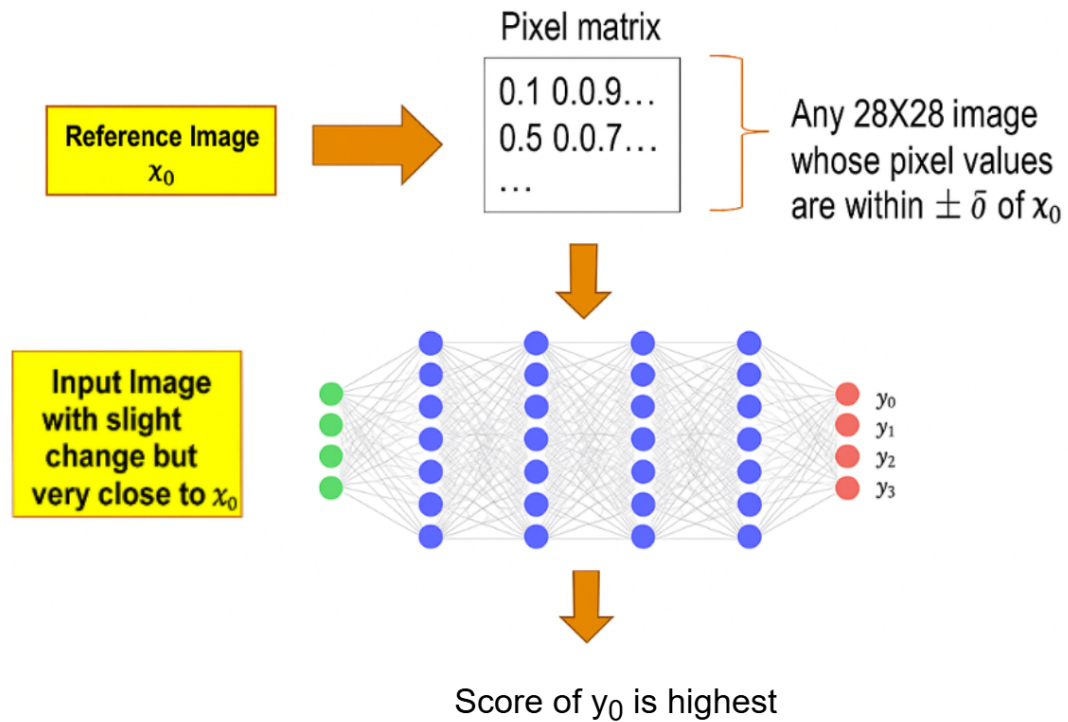 Pixel matrix
0.1 0.0.9...
0.5 0.0.7...
...
Reference Image
x₀
Any 28X28 image
whose pixel values
are within ± δ̄ of x₀
Input Image
with slight
change but
very close to x₀
y₀
y₁
y₂
y₃
Score of y₀ is highest